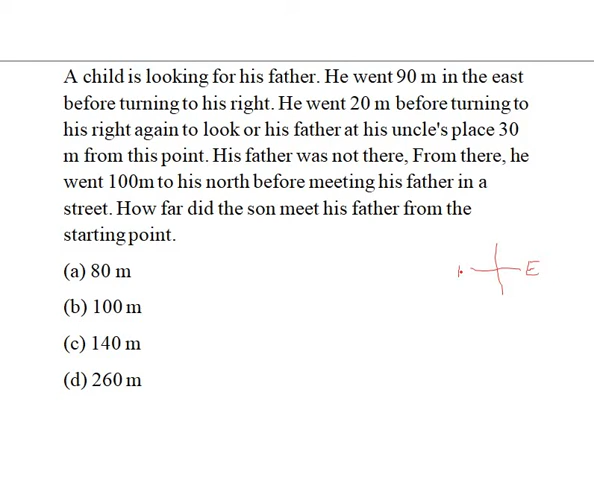 A child is looking for his father. He went 90 m in the east
before turning to his right. He went 20 m before turning to
his right again to look or his father at his uncle's place 30
m from this point. His father was not there, From there, he
went 100m to his north before meeting his father in a
street. How far did the son meet his father from the
starting point.
(a) 80 m
(b) 100 m
(c) 140 m
(d) 260 m
E